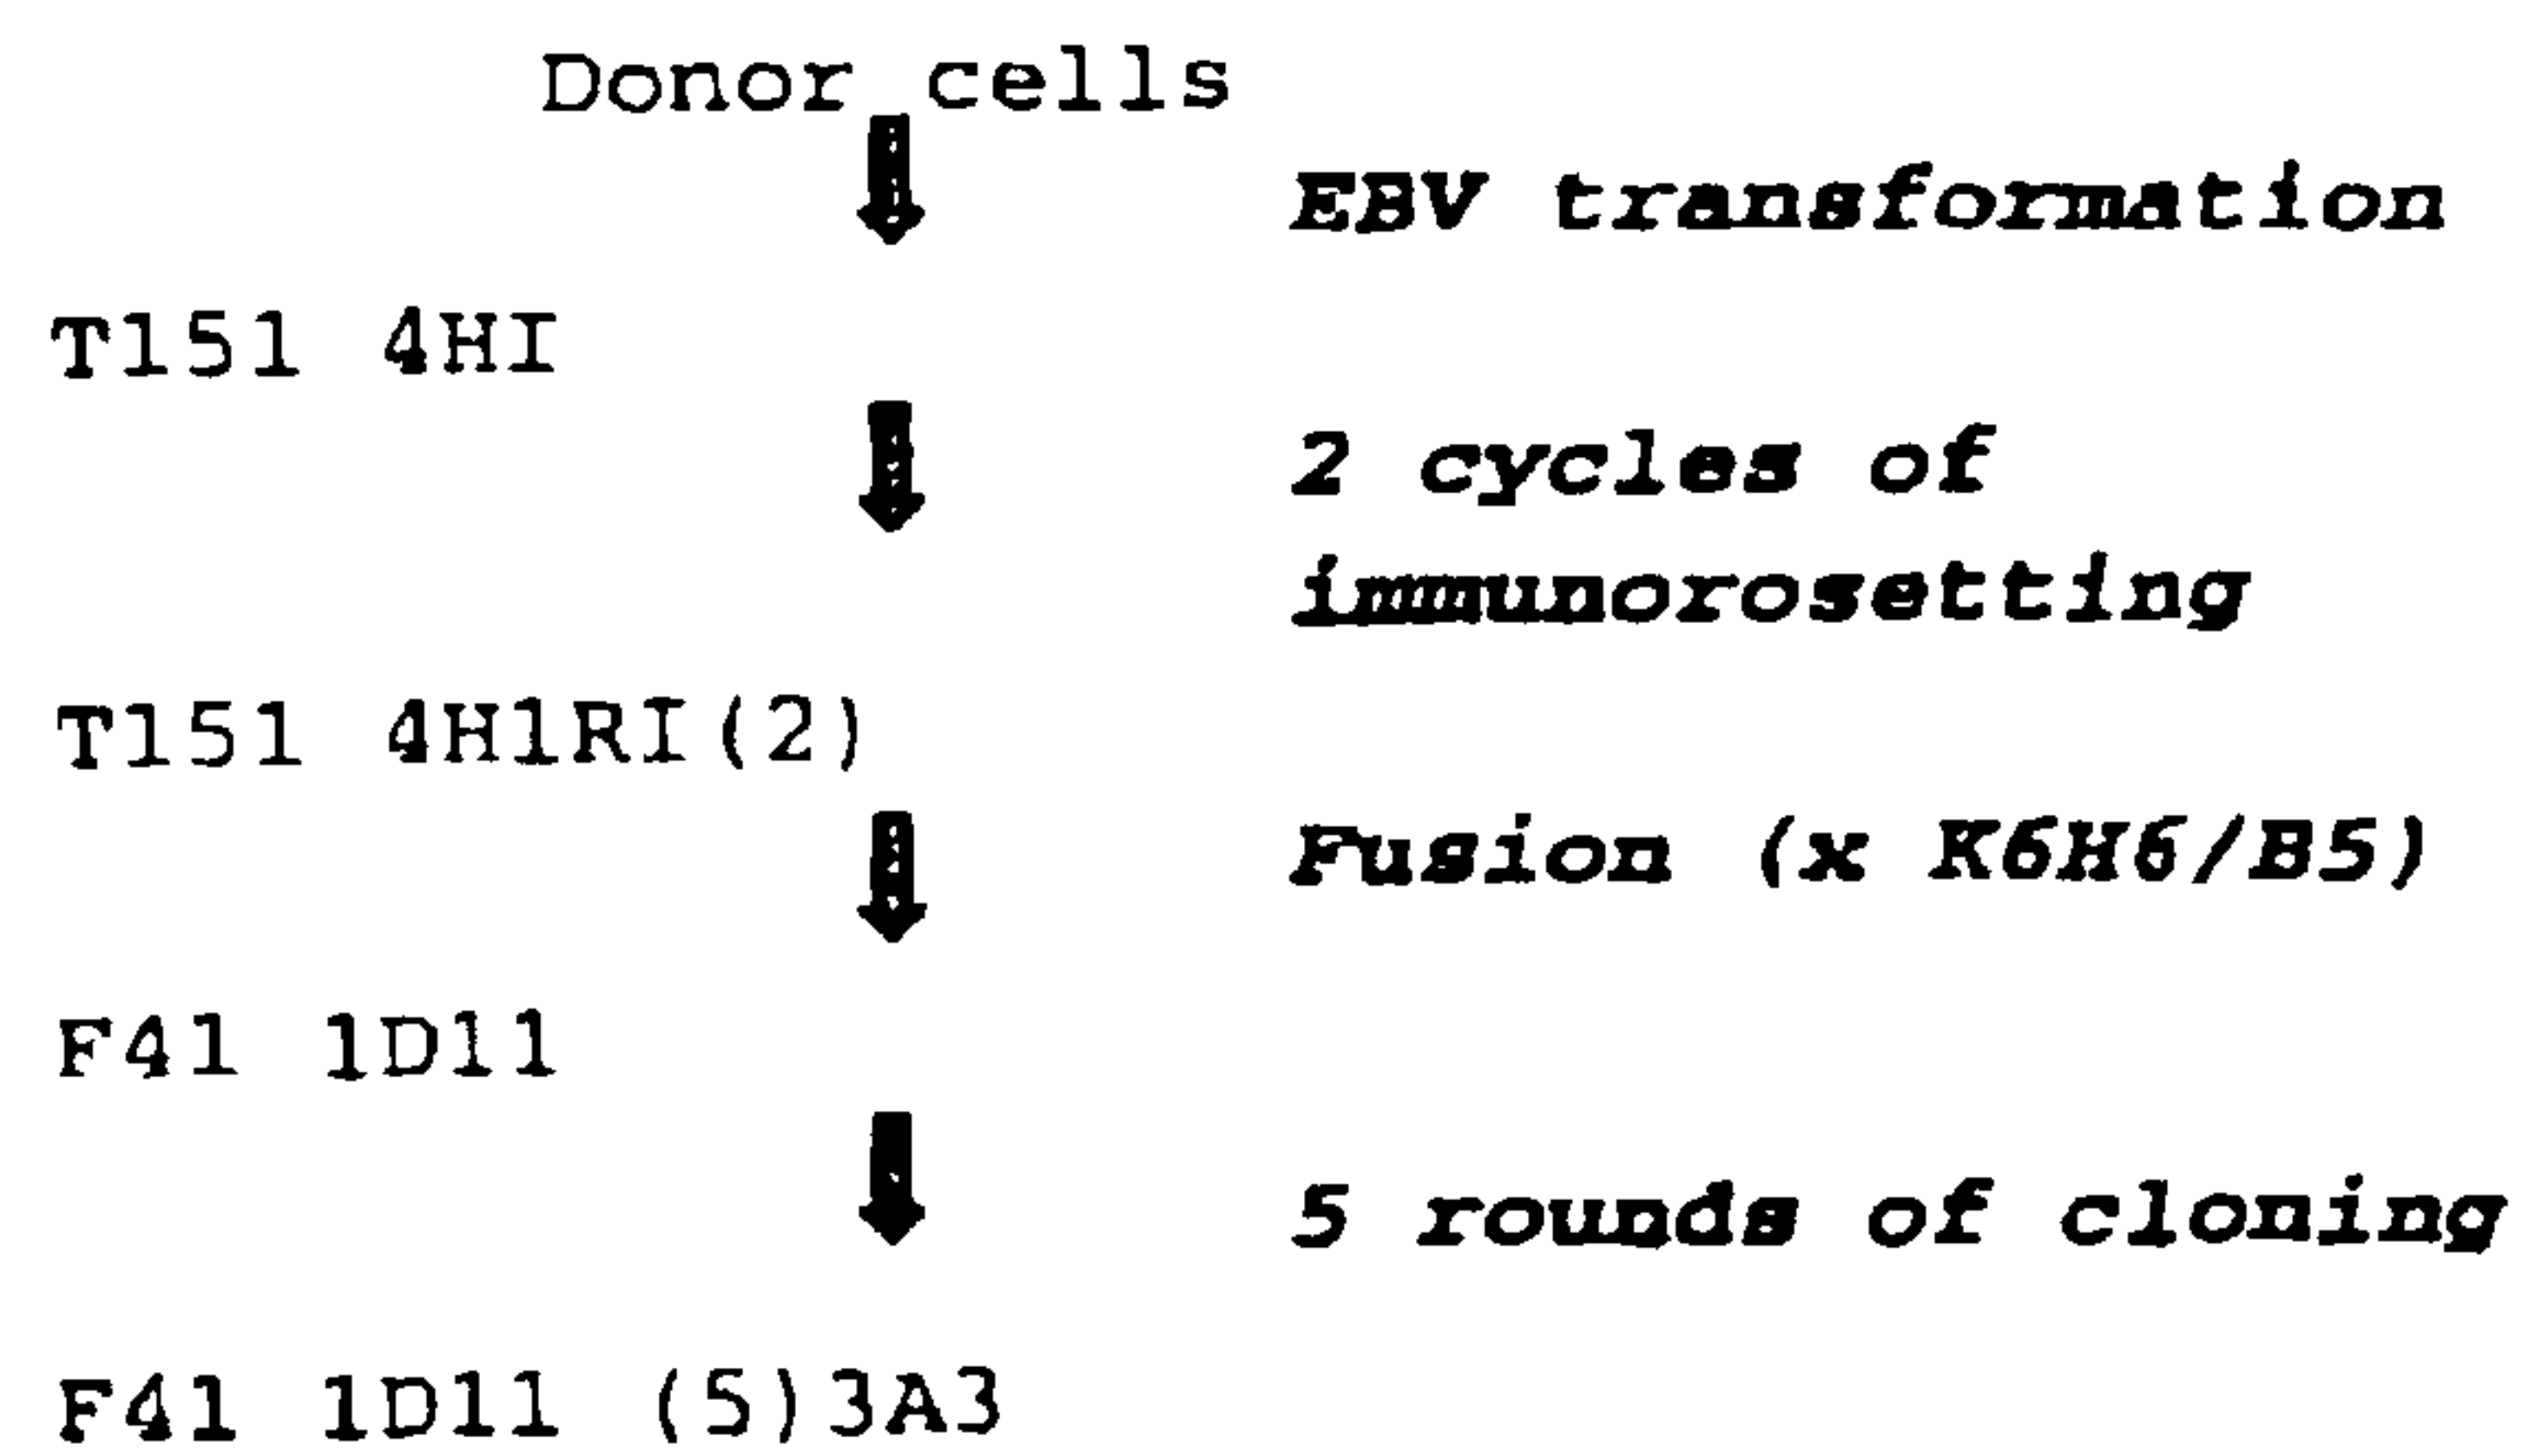 Donor cells
EBV transformation
T151 4HI
2 cycles of
immunorosetting
T151 4H1RI(2)
Fusion (x K6H6/B5)
F41 1D11
5 rounds of cloning
F41 1D11 (5)3A3